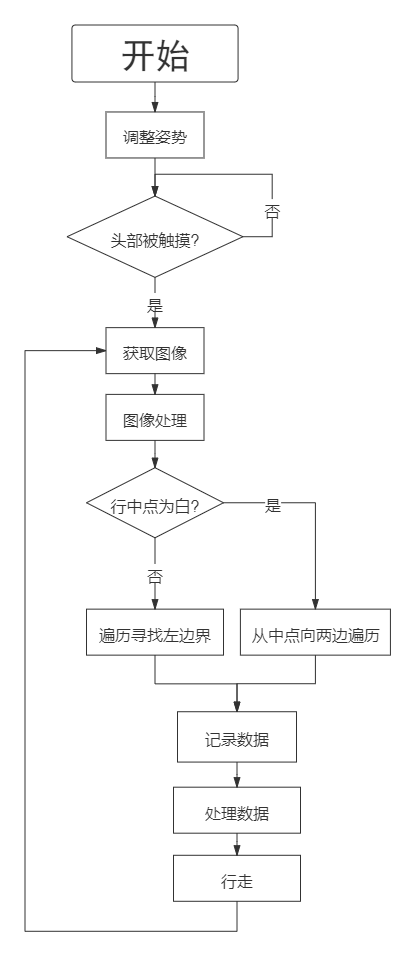 开始
调整姿势
否
头部被触摸?
是
获取图像
图像处理
行中点为白?
是
否
遍历寻找左边界
从中点向两边遍历
记录数据
处理数据
行走